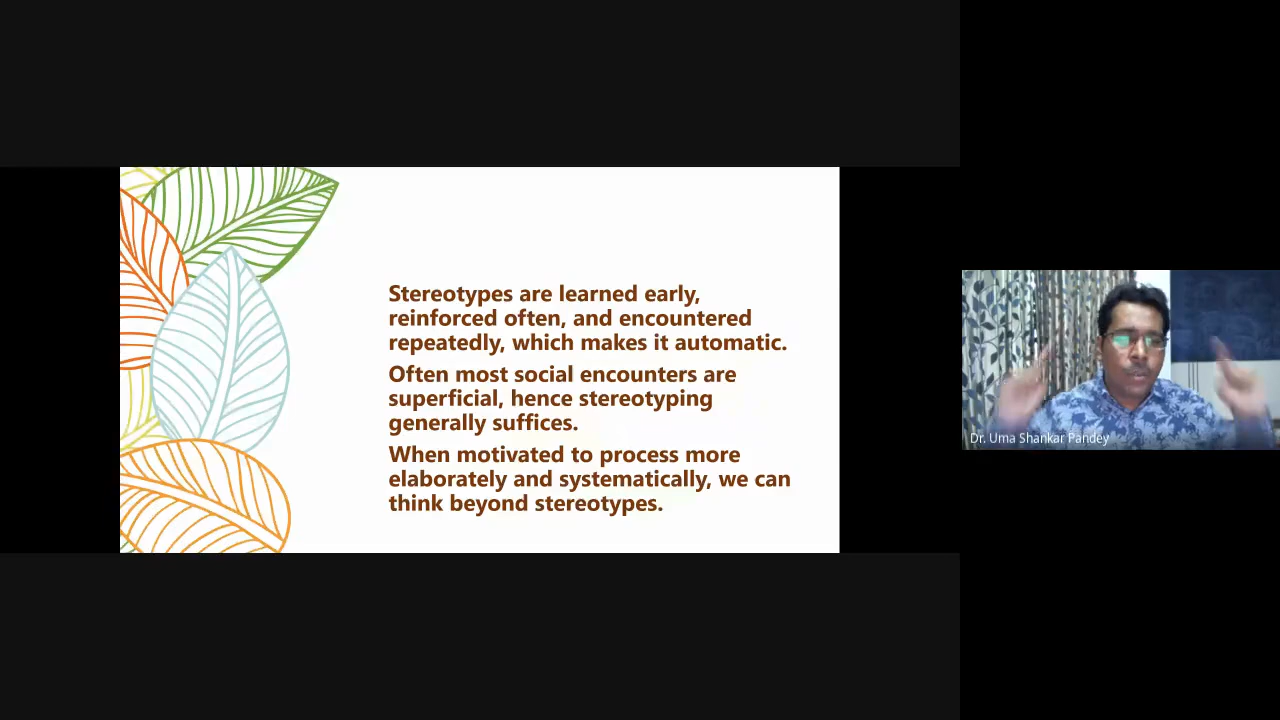 Stereotypes are learned early,
reinforced often, and encountered
repeatedly, which makes it automatic.
Often most social encounters are
superficial, hence stereotyping
generally suffices.
When motivated to process more
elaborately and systematically, we can
think beyond stereotypes.
Dr. Uma Shankar Pandey